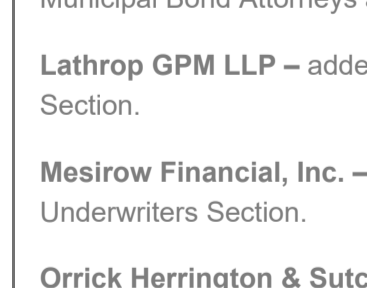 Municipal Bond Attorneys
Lathrop GPM LLP – adde
Section.
Mesirow Financial, Inc. –
Underwriters Section.
Orrick Herrington & Sutc